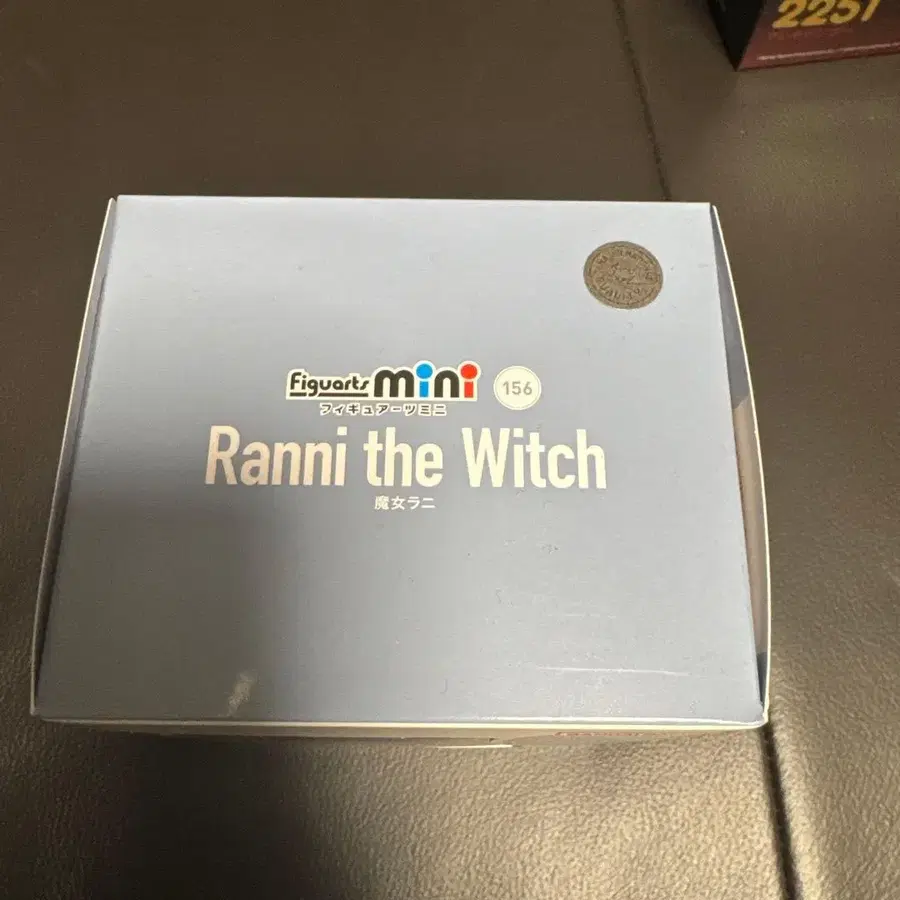 2251
Figuarts mini 156
フィギュアーツミニ
Ranni the Witch
魔女ラニ